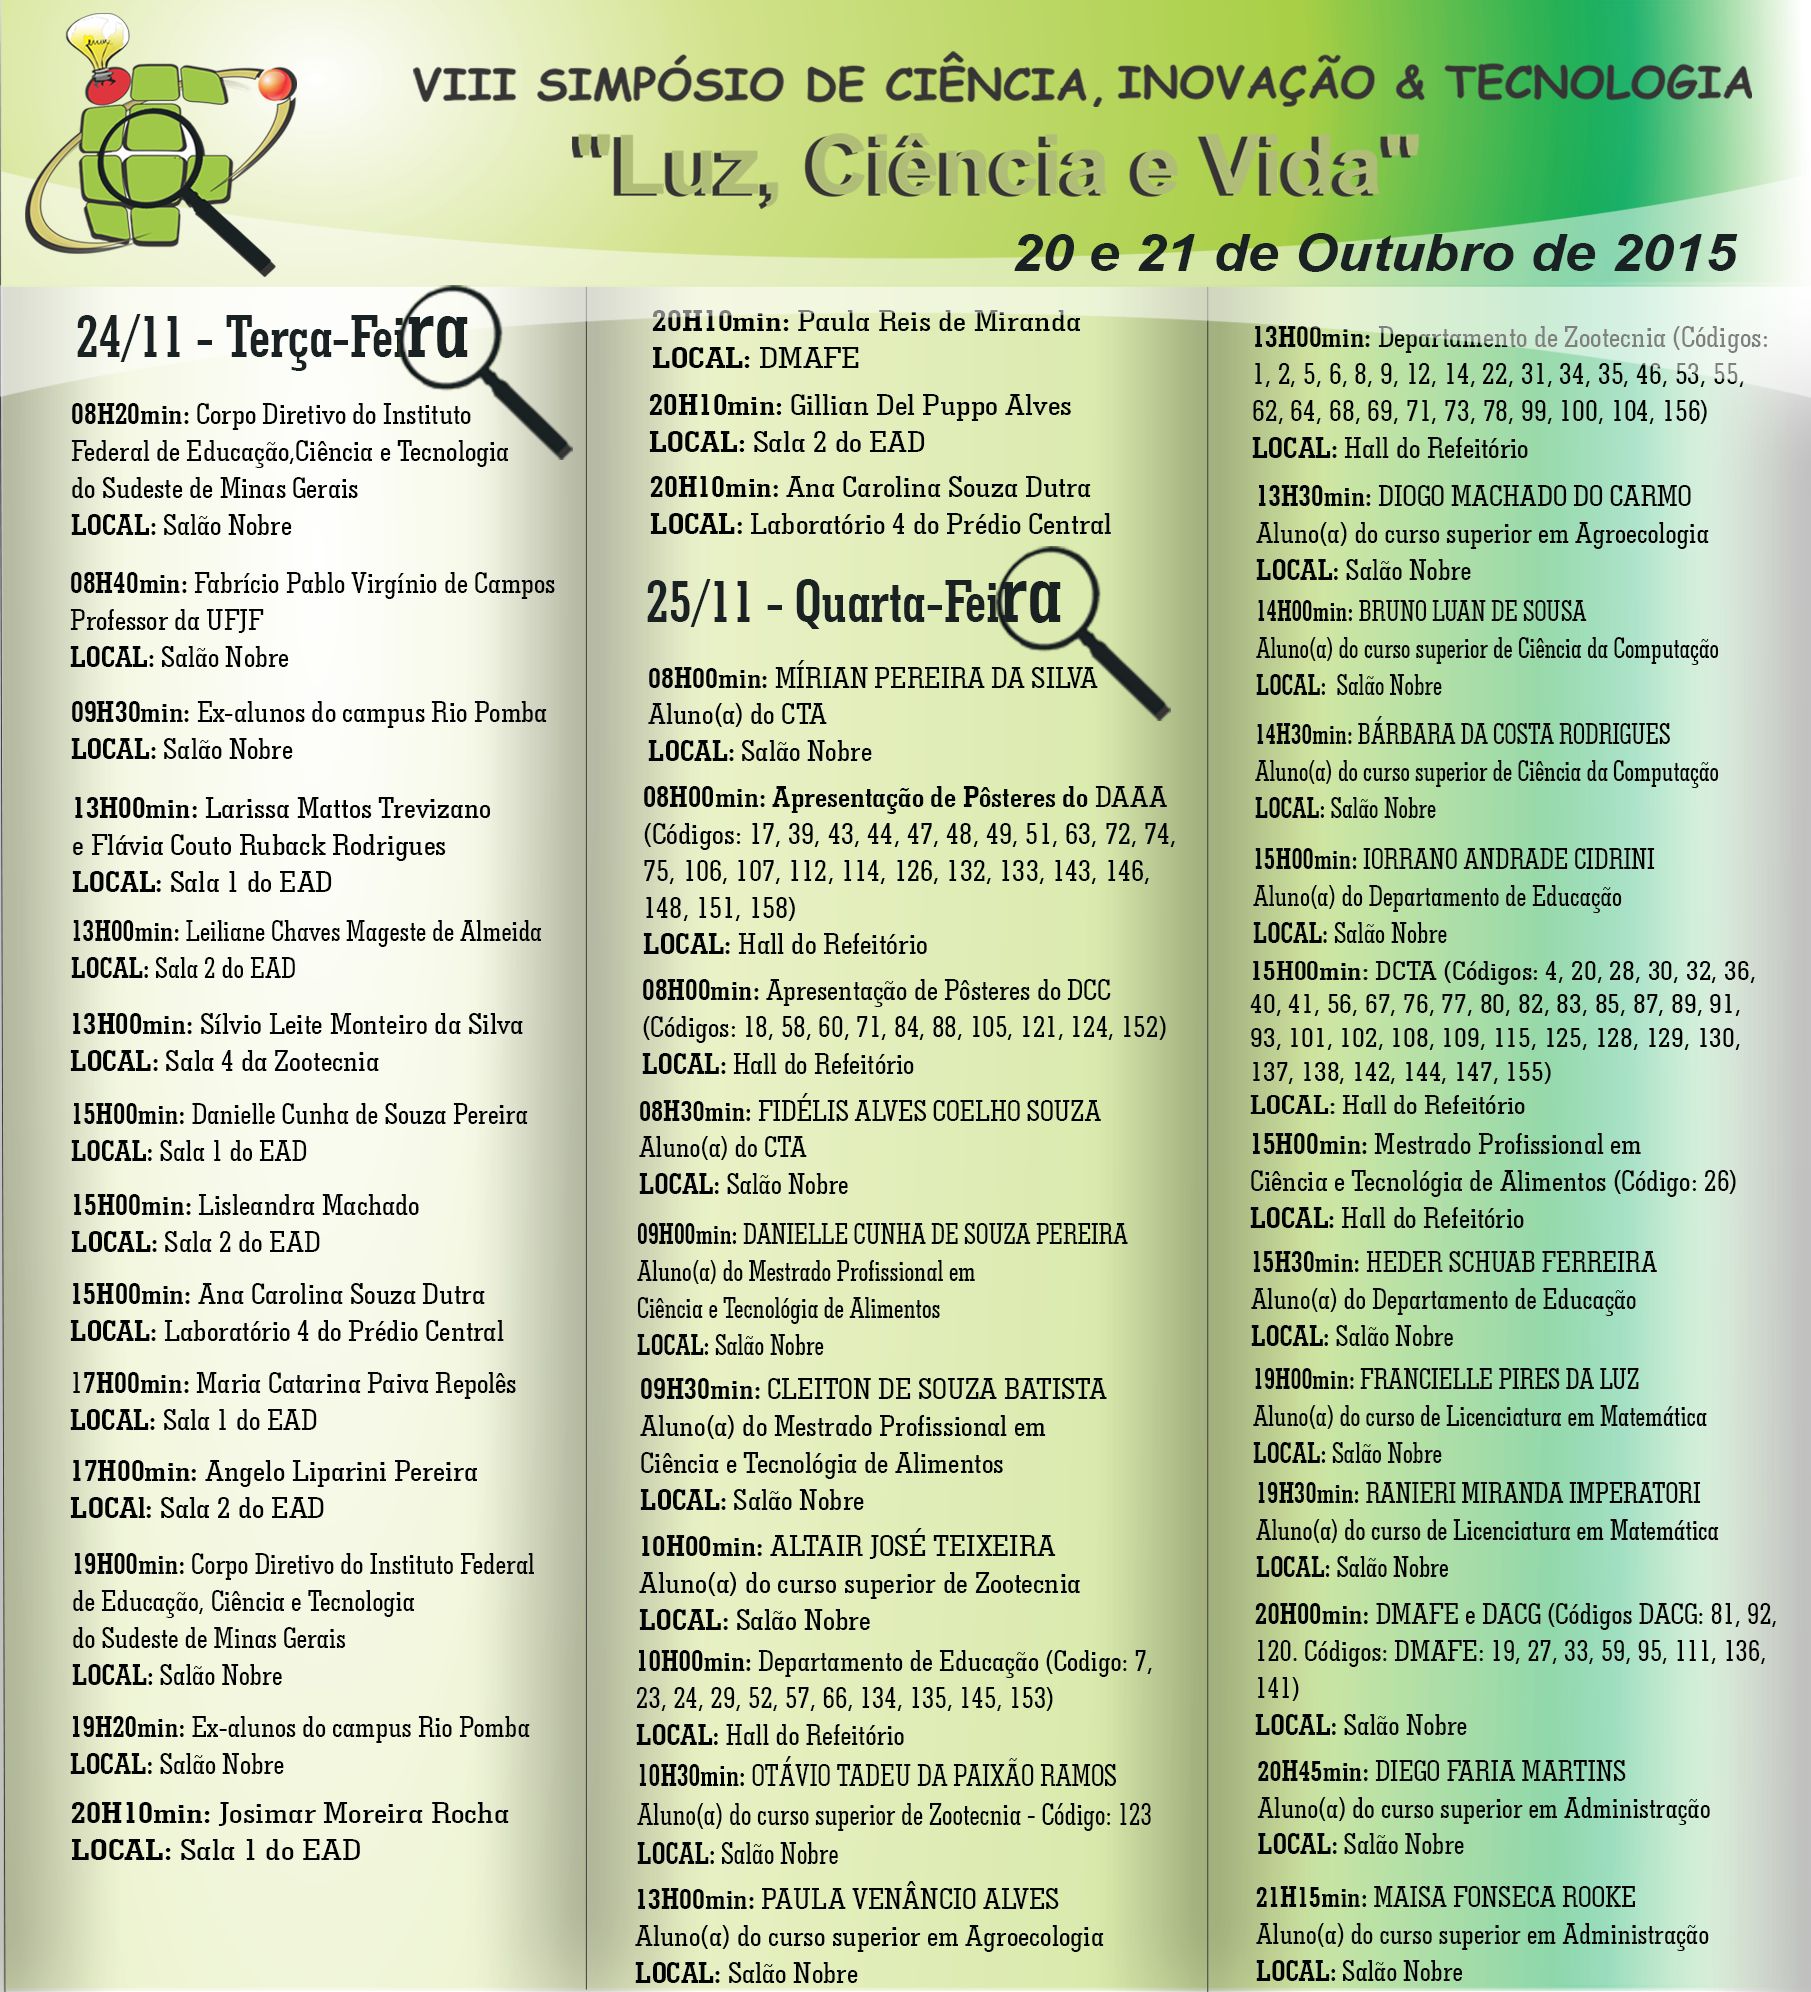 VIII SIMPÓSIO DE CIÊNCIA, INOVAÇÃO & TECNOLOGIA
"Luz, Ciência e Vida"
20 e 21 de Outubro de 2015
24/11 - Terça-Feira
08H20min: Corpo Diretivo do Instituto
Federal de Educação,Ciência e Tecnologia
do Sudeste de Minas Gerais
LOCAL: Salão Nobre
08H40min: Fabrício Pablo Virgínio de Campos
Professor da UFJF
LOCAL: Salão Nobre
09H30min: Ex-alunos do campus Rio Pomba
LOCAL: Salão Nobre
13H00min: Larissa Mattos Trevizano
e Flávia Couto Ruback Rodrigues
LOCAL: Sala 1 do EAD
13H00min: Leiliane Chaves Mageste de Almeida
LOCAL: Sala 2 do EAD
13H00min: Sílvio Leite Monteiro da Silva
LOCAL: Sala 4 da Zootecnia
15H00min: Danielle Cunha de Souza Pereira
LOCAL: Sala 1 do EAD
15H00min: Lisleandra Machado
LOCAL: Sala 2 do EAD
15H00min: Ana Carolina Souza Dutra
LOCAL: Laboratório 4 do Prédio Central
17H00min: Maria Catarina Paiva Repolês
LOCAL: Sala 1 do EAD
17H00min: Angelo Liparini Pereira
LOCAl: Sala 2 do EAD
19H00min: Corpo Diretivo do Instituto Federal
de Educação, Ciência e Tecnologia
do Sudeste de Minas Gerais
LOCAL: Salão Nobre
19H20min: Ex-alunos do campus Rio Pomba
LOCAL: Salão Nobre
20H10min: Josimar Moreira Rocha
LOCAL: Sala 1 do EAD
20H10min: Paula Reis de Miranda
LOCAL: DMAFE
20H10min: Gillian Del Puppo Alves
LOCAL: Sala 2 do EAD
20H10min: Ana Carolina Souza Dutra
LOCAL: Laboratório 4 do Prédio Central
25/11 - Quarta-Feira
08H00min: MÍRIAN PEREIRA DA SILVA
Aluno(a) do CTA
LOCAL: Salão Nobre
08H00min: Apresentação de Pôsteres do DAAA
(Códigos: 17, 39, 43, 44, 47, 48, 49, 51, 63, 72, 74,
75, 106, 107, 112, 114, 126, 132, 133, 143, 146,
148, 151, 158)
LOCAL: Hall do Refeitório
08H00min: Apresentação de Pôsteres do DCC
(Códigos: 18, 58, 60, 71, 84, 88, 105, 121, 124, 152)
LOCAL: Hall do Refeitório
08H30min: FIDÉLIS ALVES COELHO SOUZA
Aluno(a) do CTA
LOCAL: Salão Nobre
09H00min: DANIELLE CUNHA DE SOUZA PEREIRA
Aluno(a) do Mestrado Profissional em
Ciência e Tecnológia de Alimentos
LOCAL: Salão Nobre
09H30min: CLEITON DE SOUZA BATISTA
Aluno(a) do Mestrado Profissional em
Ciência e Tecnológia de Alimentos
LOCAL: Salão Nobre
10H00min: ALTAIR JOSÉ TEIXEIRA
Aluno(a) do curso superior de Zootecnia
LOCAL: Salão Nobre
10H00min: Departamento de Educação (Codigo: 7,
23, 24, 29, 52, 57, 66, 134, 135, 145, 153)
LOCAL: Hall do Refeitório
10H30min: OTÁVIO TADEU DA PAIXÃO RAMOS
Aluno(a) do curso superior de Zootecnia - Código: 123
LOCAL: Salão Nobre
13H00min: PAULA VENÂNCIO ALVES
Aluno(a) do curso superior em Agroecologia
LOCAL: Salão Nobre
13H00min: Departamento de Zootecnia (Códigos:
1, 2, 5, 6, 8, 9, 12, 14, 22, 31, 34, 35, 46, 53, 55,
62, 64, 68, 69, 71, 73, 78, 99, 100, 104, 156)
LOCAL: Hall do Refeitório
13H30min: DIOGO MACHADO DO CARMO
Aluno(a) do curso superior em Agroecologia
LOCAL: Salão Nobre
14H00min: BRUNO LUAN DE SOUSA
Aluno(a) do curso superior de Ciência da Computação
LOCAL: Salão Nobre
14H30min: BÁRBARA DA COSTA RODRIGUES
Aluno(a) do curso superior de Ciência da Computação
LOCAL: Salão Nobre
15H00min: IORRANO ANDRADE CIDRINI
Aluno(a) do Departamento de Educação
LOCAL: Salão Nobre
15H00min: DCTA (Códigos: 4, 20, 28, 30, 32, 36,
40, 41, 56, 67, 76, 77, 80, 82, 83, 85, 87, 89, 91,
93, 101, 102, 108, 109, 115, 125, 128, 129, 130,
137, 138, 142, 144, 147, 155)
LOCAL: Hall do Refeitório
15H00min: Mestrado Profissional em
Ciência e Tecnológia de Alimentos (Código: 26)
LOCAL: Hall do Refeitório
15H30min: HEDER SCHUAB FERREIRA
Aluno(a) do Departamento de Educação
LOCAL: Salão Nobre
19H00min: FRANCIELLE PIRES DA LUZ
Aluno(a) do curso de Licenciatura em Matemática
LOCAL: Salão Nobre
19H30min: RANIERI MIRANDA IMPERATORI
Aluno(a) do curso de Licenciatura em Matemática
LOCAL: Salão Nobre
20H00min: DMAFE e DACG (Códigos DACG: 81, 92,
120. Códigos: DMAFE: 19, 27, 33, 59, 95, 111, 136,
141)
LOCAL: Salão Nobre
20H45min: DIEGO FARIA MARTINS
Aluno(a) do curso superior em Administração
LOCAL: Salão Nobre
21H15min: MAISA FONSECA ROOKE
Aluno(a) do curso superior em Administração
LOCAL: Salão Nobre